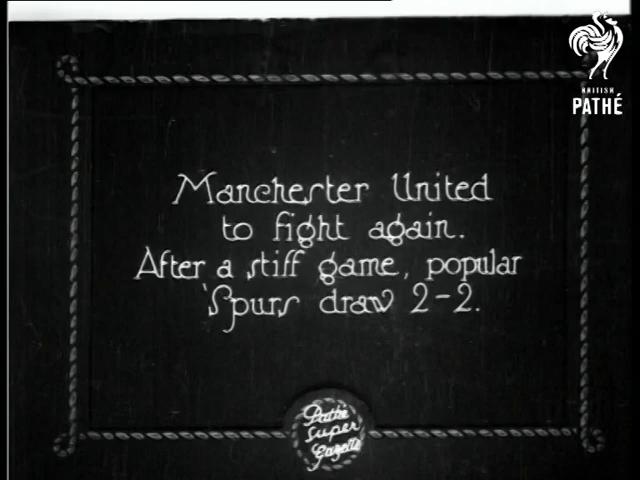 BRITISH
PATHÉ
Manchester United
to fight again.
After a stiff game, popular
'Spurs draw 2-2.
Pathé
Super
Gazette